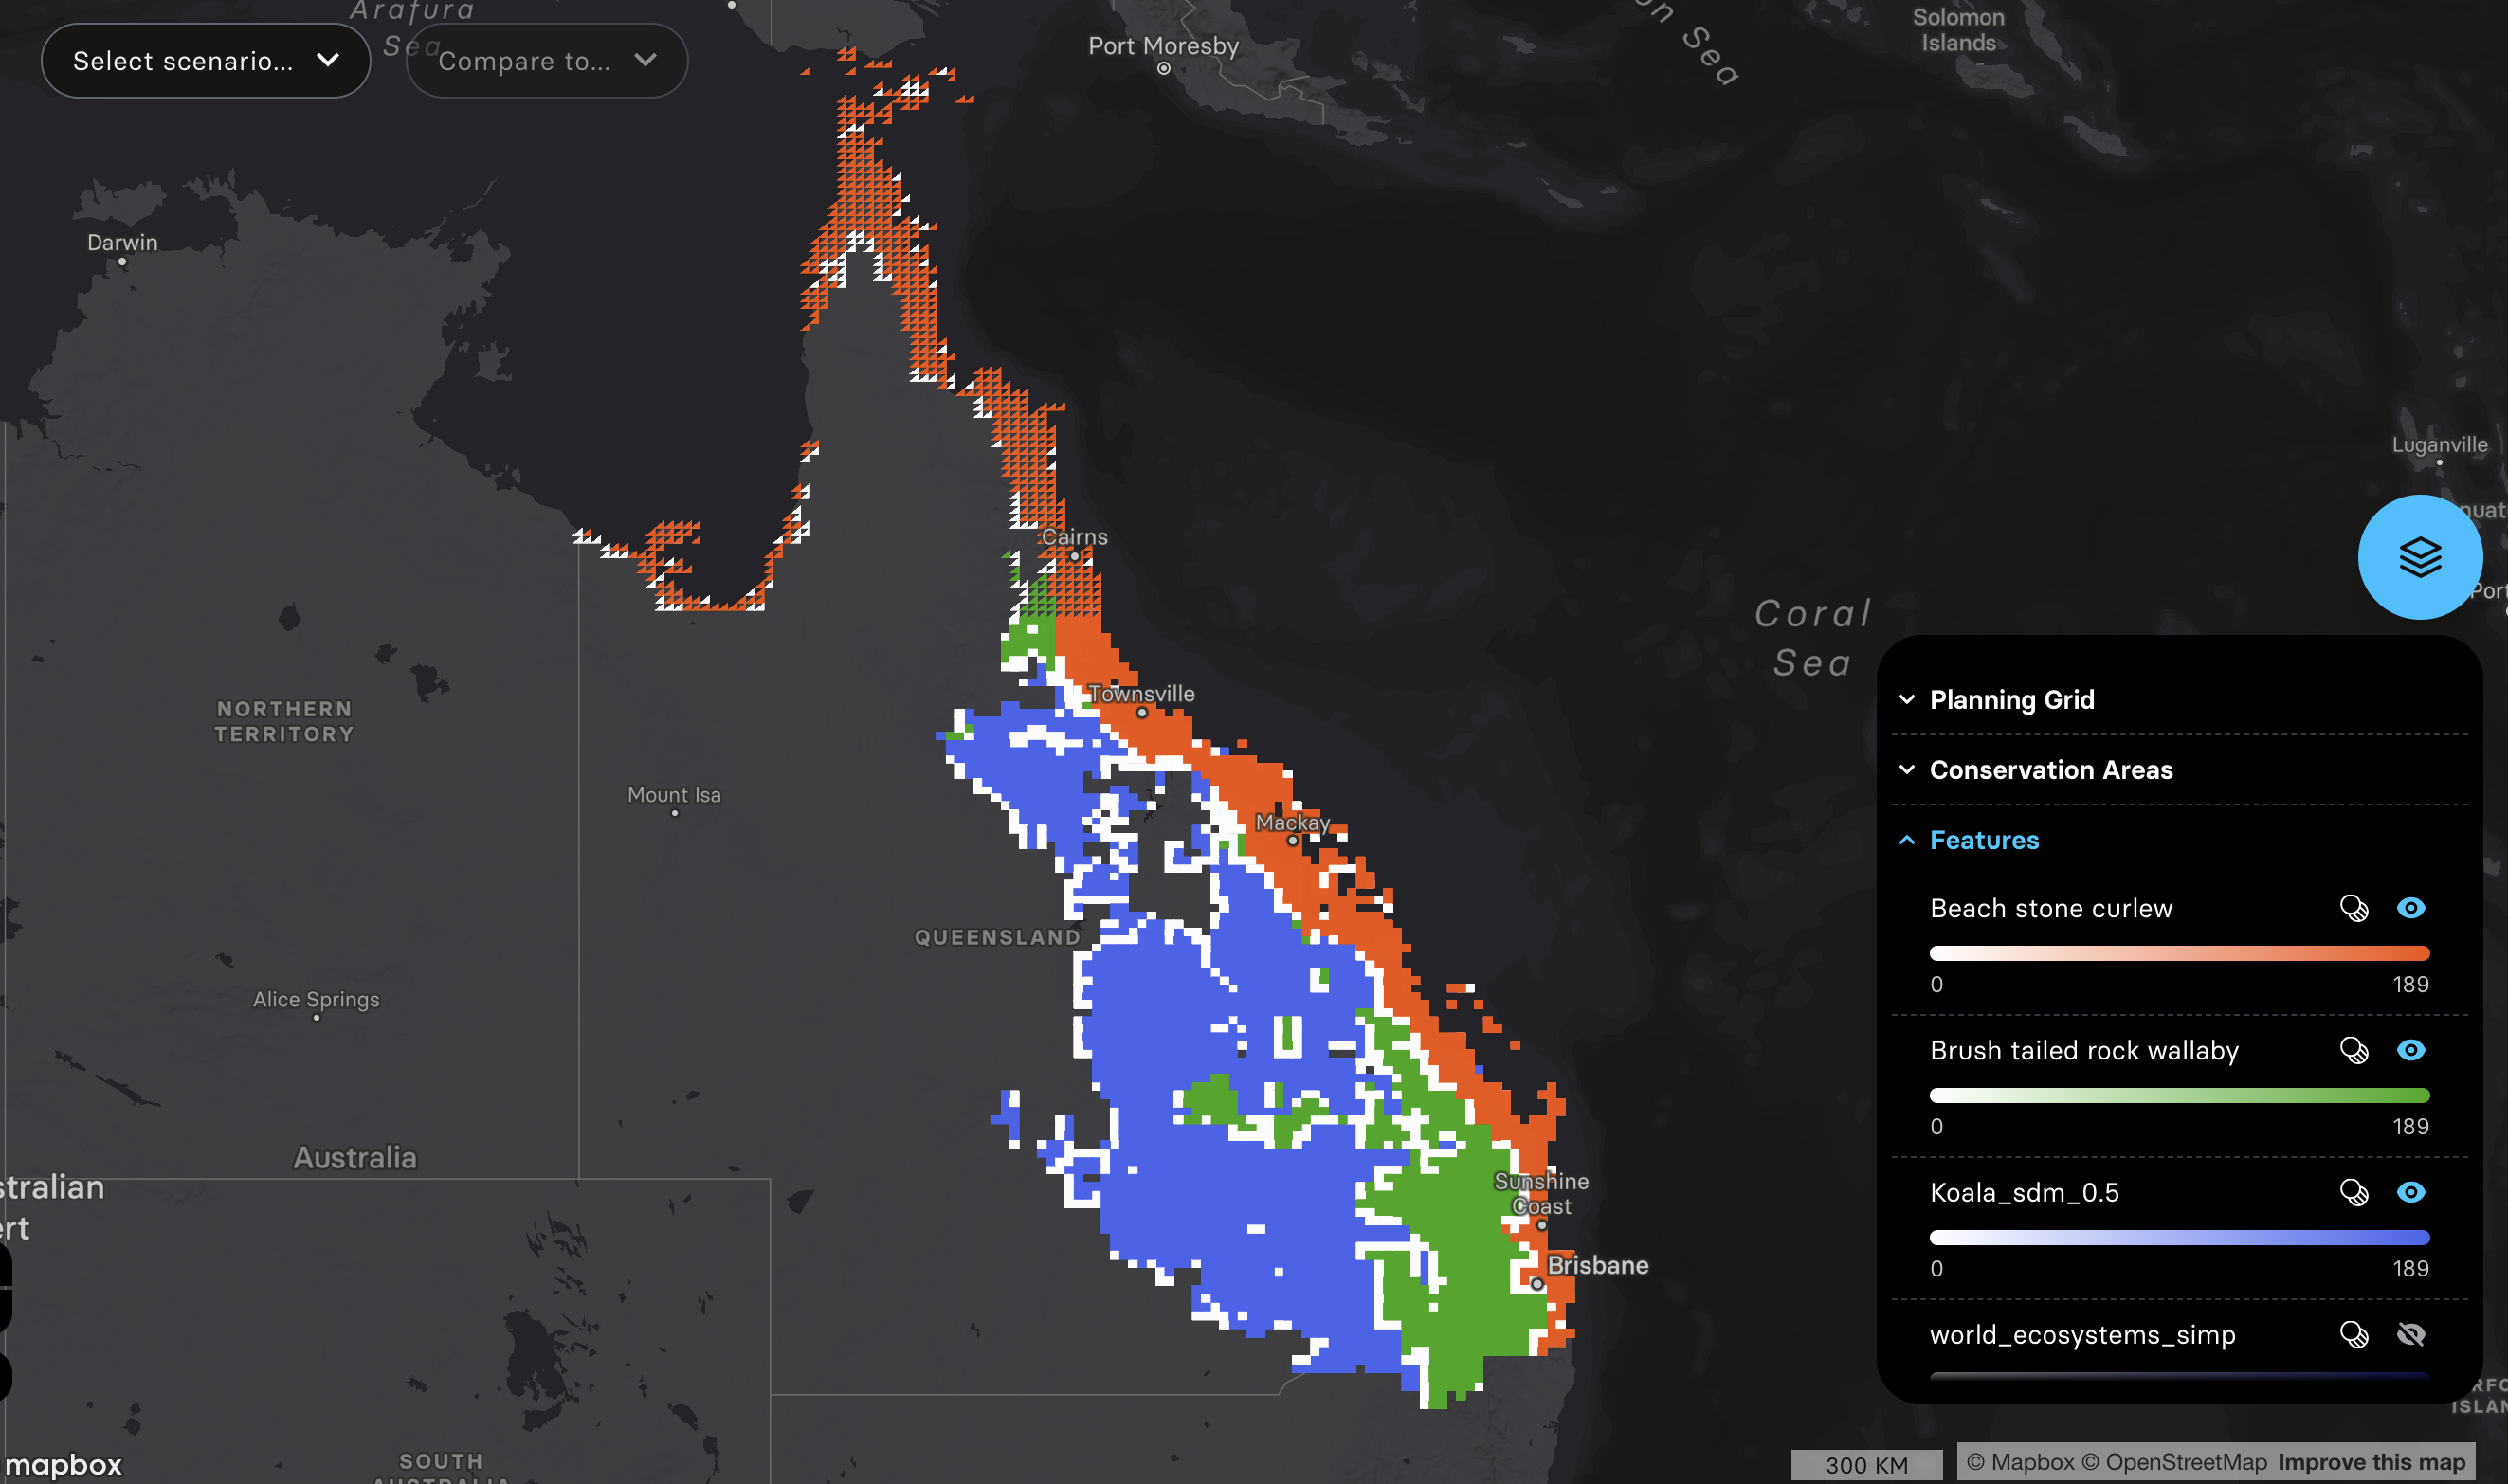 Arafura
Sea
Select scenario...
Compare to...
Port Moresby
Solomon
Islands
Sea
Darwin
Luganville
Cairns
Coral
Sea
Townsville
NORTHERN
TERRITORY
Mount Isa
Mackay
QUEENSLAND
Alice Springs
Australia
Sunshine
Coast
Brisbane
SOUTH
mapbox
Planning Grid
Conservation Areas
Features
Beach stone curlew
0 189
Brush tailed rock wallaby
0 189
Koala_sdm_0.5
0 189
world_ecosystems_simp
300 KM
© Mapbox © OpenStreetMap Improve this map